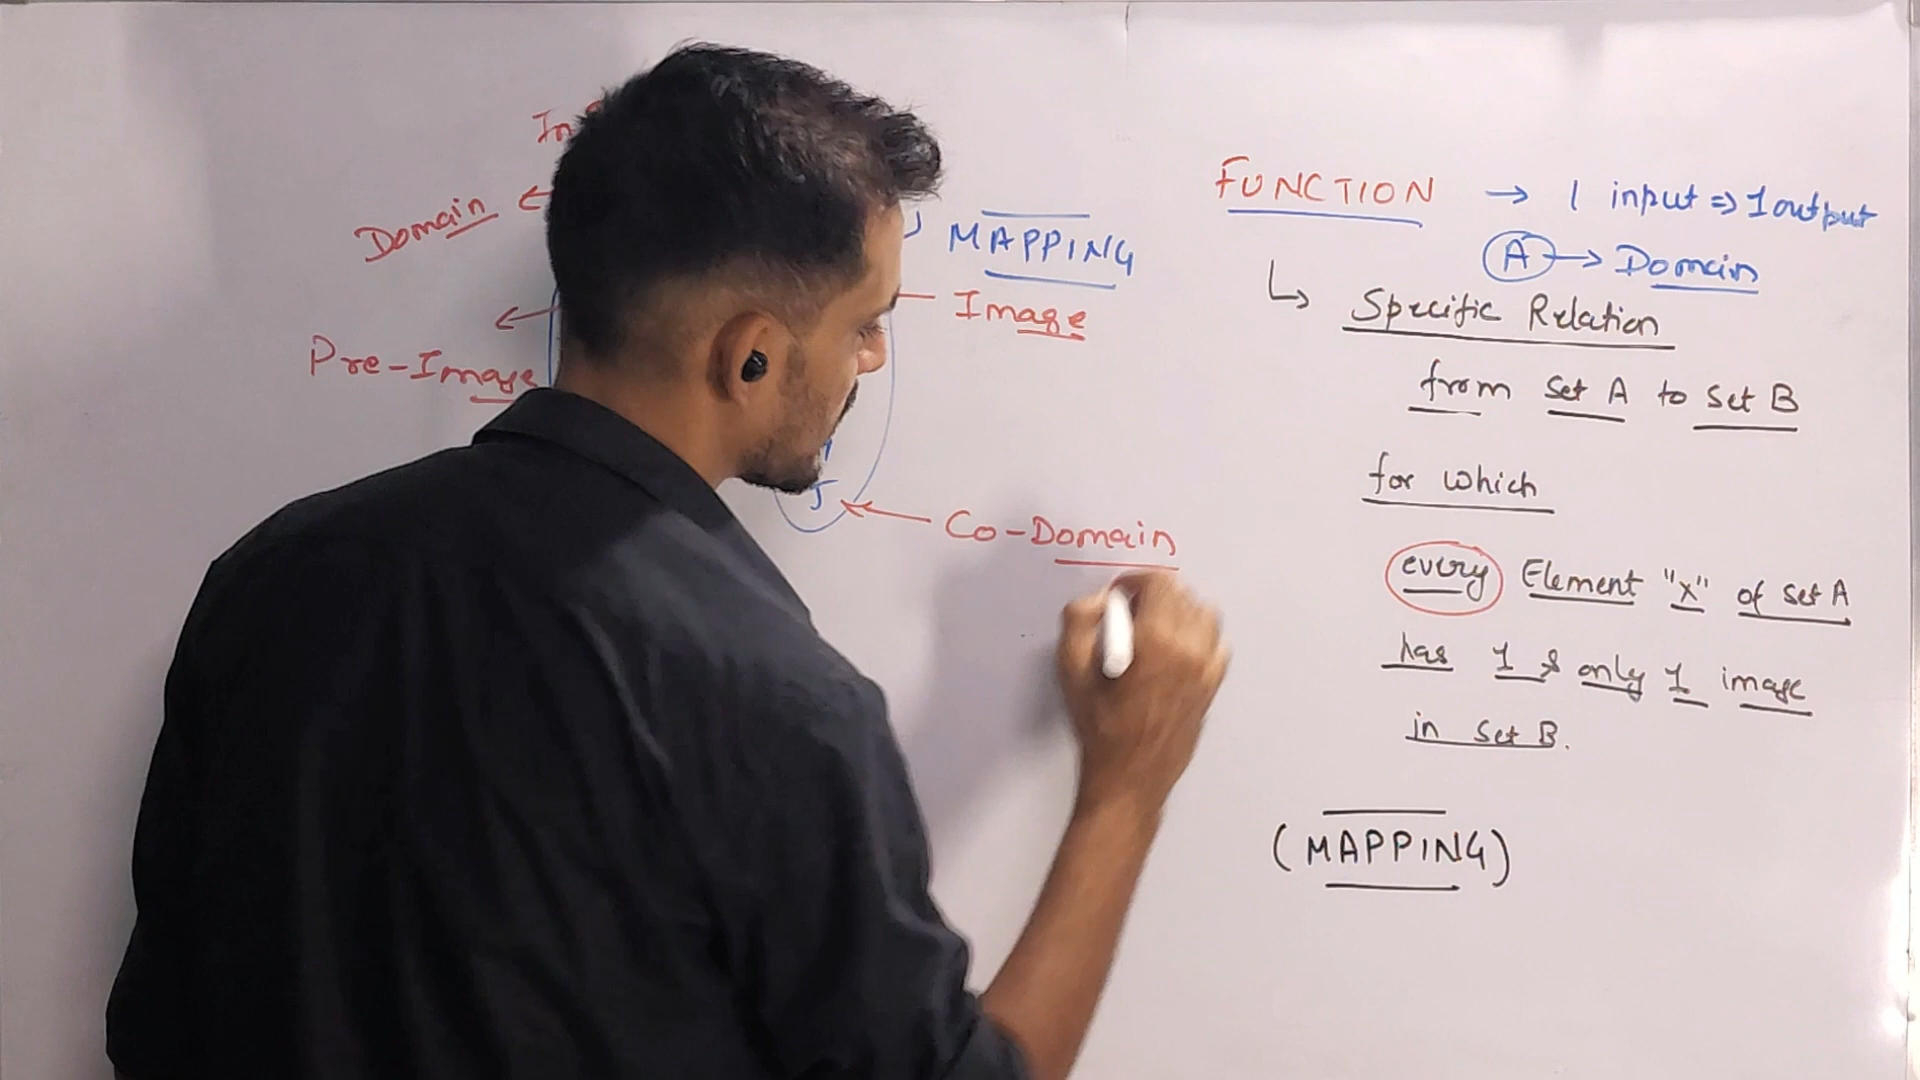 Domain
Pre-Image
MAPPING
Image
Co-Domain
FUNCTION → 1 input ⇒ 1 output
A → Domain
↳ Specific Relation
from Set A to Set B
for which
every Element "x" of Set A
has 1 & only 1 image
in Set B.
(MAPPING)